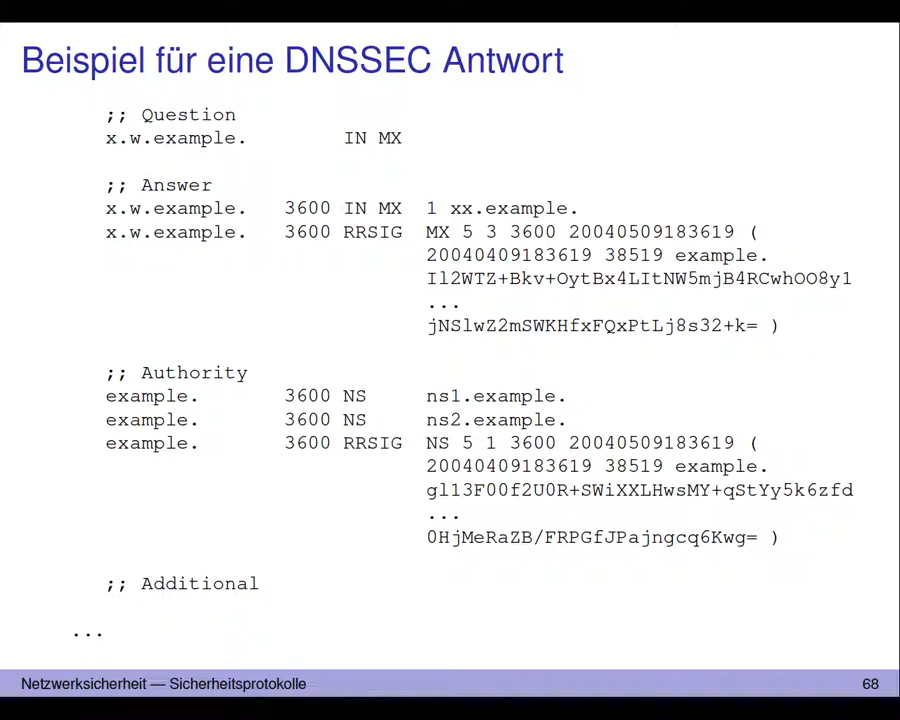 Beispiel für eine DNSSEC Antwort
;; Question
x.w.example. IN MX
;; Answer
x.w.example. 3600 IN MX 1 xx.example.
x.w.example. 3600 RRSIG MX 5 3 3600 20040509183619 (
20040409183619 38519 example.
Il2WTZ+Bkv+OytBx4LItNW5mjB4RCwhOO8y1
...
jNSlwZ2mSWKHfxFQxPtLj8s32+k= )
;; Authority
example. 3600 NS ns1.example.
example. 3600 NS ns2.example.
example. 3600 RRSIG NS 5 1 3600 20040509183619 (
20040409183619 38519 example.
gl13F00f2U0R+SWiXXLHwsMY+qStYy5k6zfd
...
0HjMeRaZB/FRPGfJPajngcq6Kwg= )
;; Additional
...
Netzwerksicherheit — Sicherheitsprotokolle 68